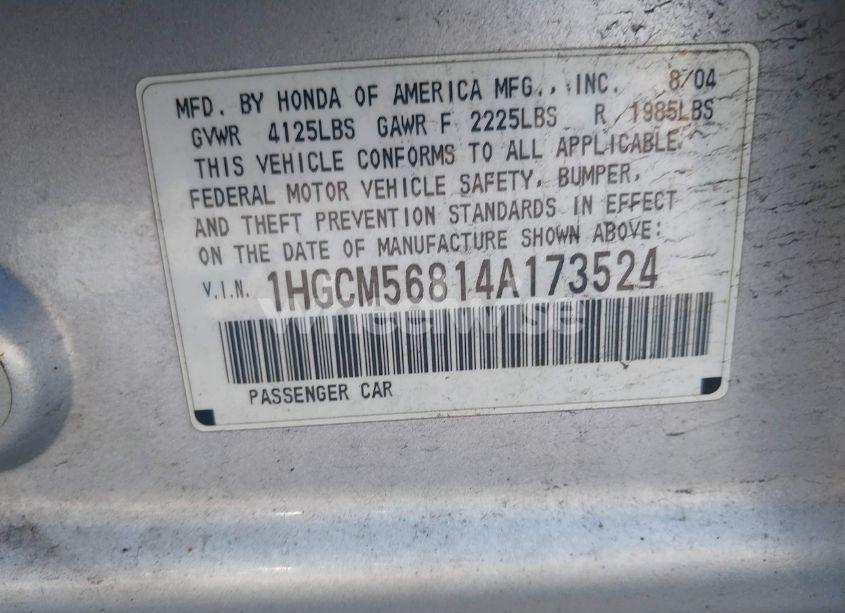 MFD. BY HONDA OF AMERICA MFG., INC. 8/04
GVWR 4125LBS GAWR F 2225LBS R 1985LBS
THIS VEHICLE CONFORMS TO ALL APPLICABLE
FEDERAL MOTOR VEHICLE SAFETY, BUMPER,
AND THEFT PREVENTION STANDARDS IN EFFECT
ON THE DATE OF MANUFACTURE SHOWN ABOVE:
V.I.N. 1HGCM56814A173524
wheelwise
PASSENGER CAR